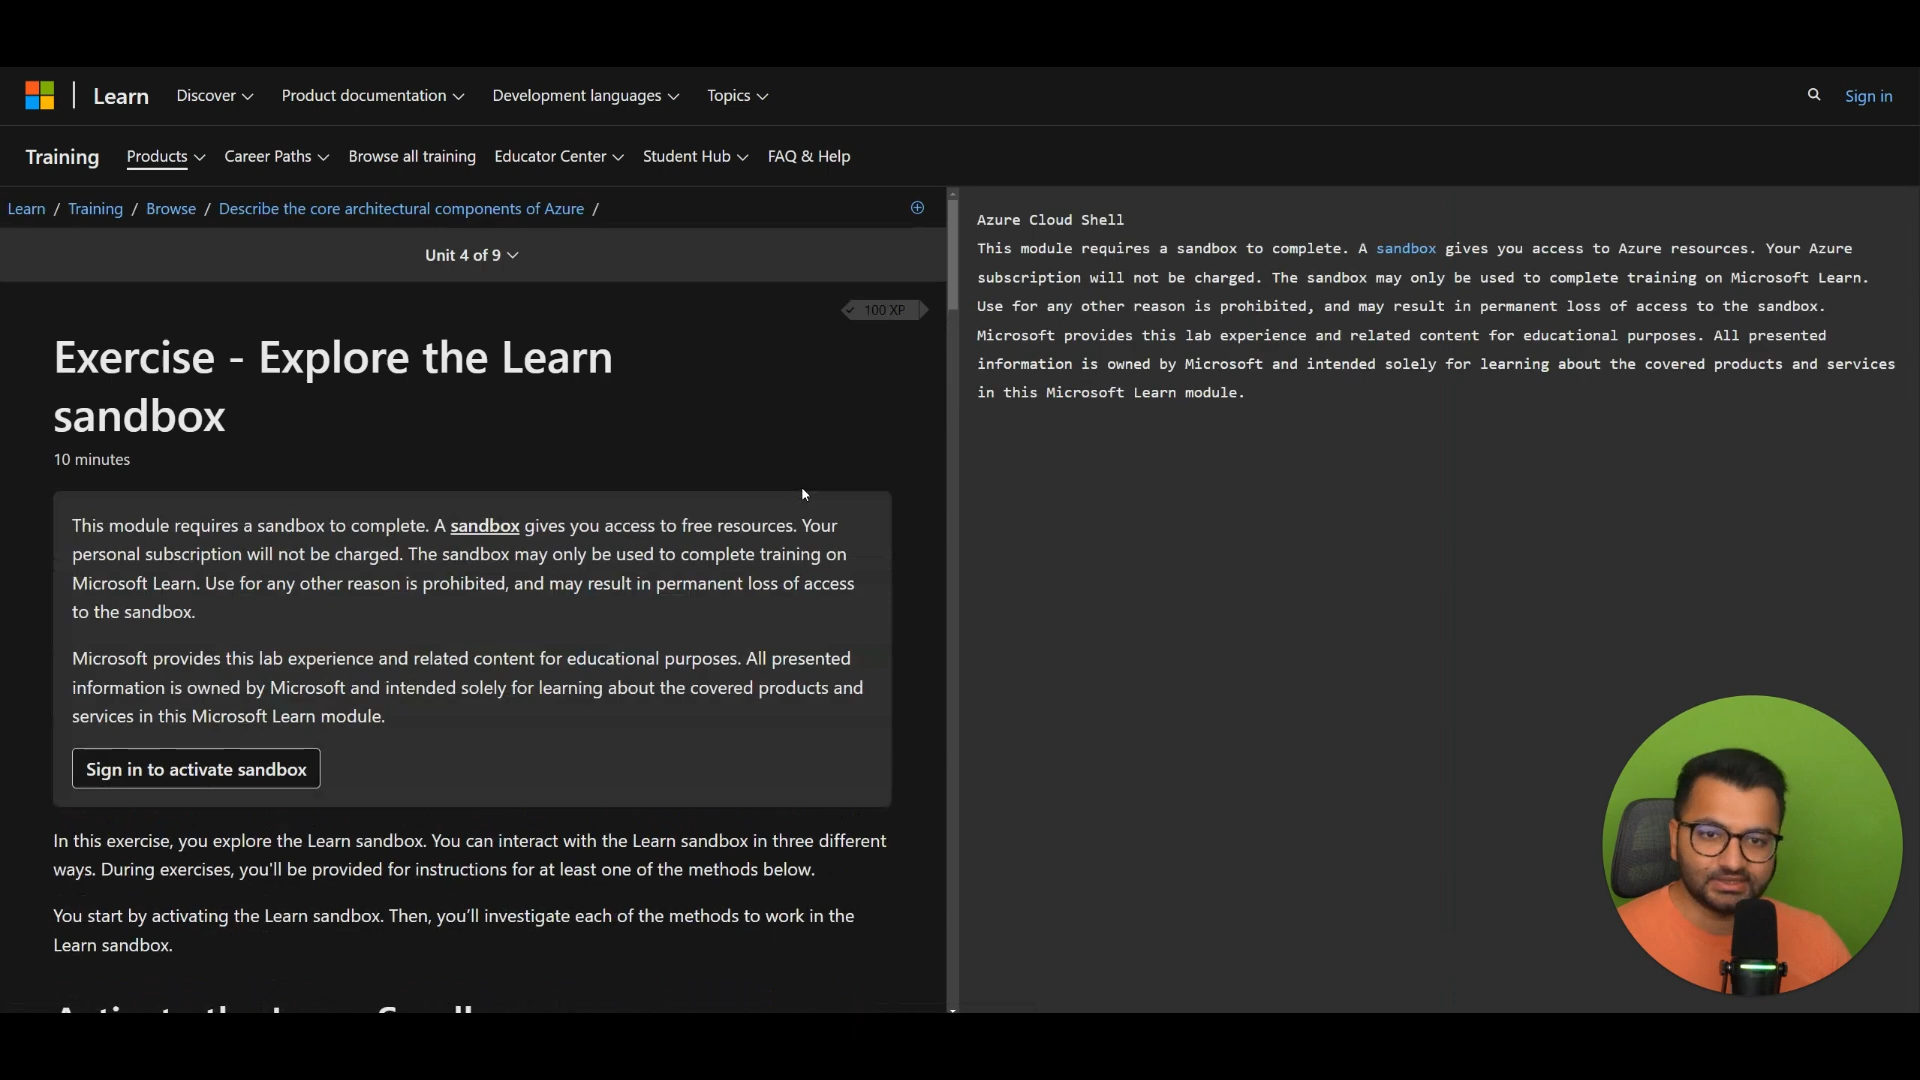 Learn Discover Product documentation Development languages Topics Sign in
Training Products Career Paths Browse all training Educator Center Student Hub FAQ & Help
Learn / Training / Browse / Describe the core architectural components of Azure /
Unit 4 of 9
100 XP
Exercise - Explore the Learn
sandbox
10 minutes
This module requires a sandbox to complete. A sandbox gives you access to free resources. Your
personal subscription will not be charged. The sandbox may only be used to complete training on
Microsoft Learn. Use for any other reason is prohibited, and may result in permanent loss of access
to the sandbox.
Microsoft provides this lab experience and related content for educational purposes. All presented
information is owned by Microsoft and intended solely for learning about the covered products and
services in this Microsoft Learn module.
Sign in to activate sandbox
In this exercise, you explore the Learn sandbox. You can interact with the Learn sandbox in three different
ways. During exercises, you'll be provided for instructions for at least one of the methods below.
You start by activating the Learn sandbox. Then, you'll investigate each of the methods to work in the
Learn sandbox.
Azure Cloud Shell
This module requires a sandbox to complete. A sandbox gives you access to Azure resources. Your Azure
subscription will not be charged. The sandbox may only be used to complete training on Microsoft Learn.
Use for any other reason is prohibited, and may result in permanent loss of access to the sandbox.
Microsoft provides this lab experience and related content for educational purposes. All presented
information is owned by Microsoft and intended solely for learning about the covered products and services
in this Microsoft Learn module.